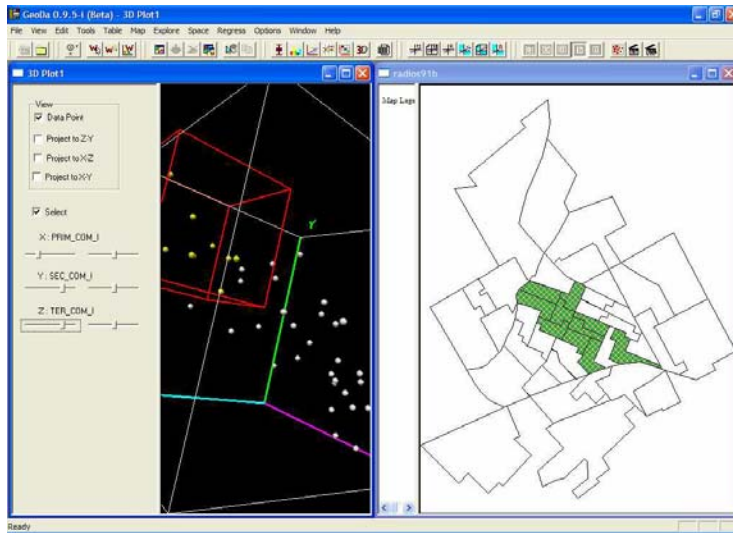 GeoDa 0.9.5-i (Beta) - 3D Plot1
File View Edit Tools Table Map Explore Space Regress Options Window Help
3D
3D Plot1
View
Data Point
Project to Z-Y
Project to X-Z
Project to X-Y
Select
X : PRIM_COM_I
Y : SEC_COM_I
Z : TER_COM_I
Y
radios91b
Map Lege
Ready